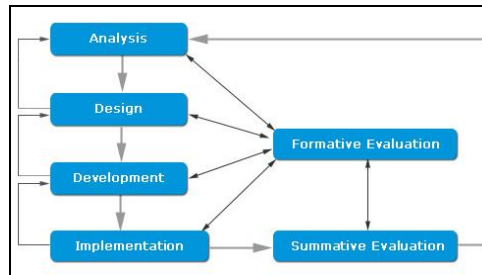 Analysis
Design
Formative Evaluation
Development
Implementation
Summative Evaluation